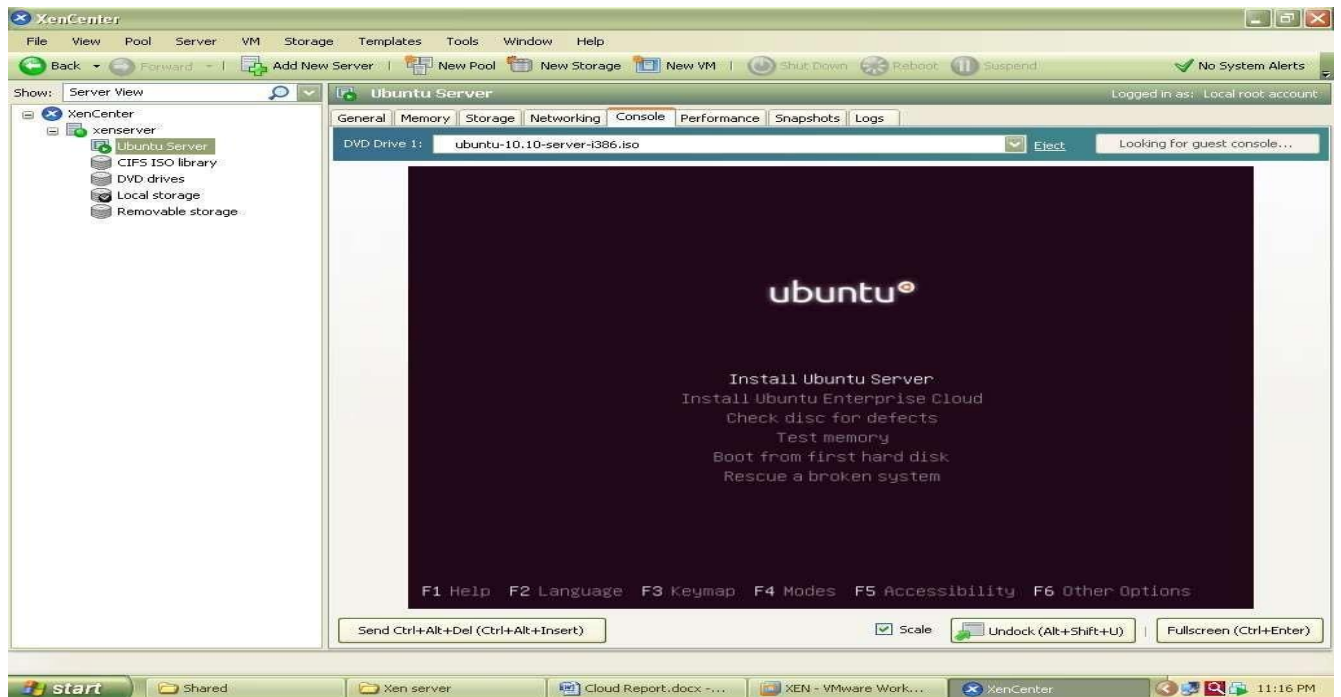 XenCenter
File View Pool Server VM Storage Templates Tools Window Help
Back Forward Add New Server New Pool New Storage New VM Shut Down Reboot Suspend No System Alerts
Show: Server View
Ubuntu Server Logged in as: Local root account
XenCenter
xenserver
Ubuntu Server
CIFS ISO library
DVD drives
Local storage
Removable storage
General Memory Storage Networking Console Performance Snapshots Logs
DVD Drive 1: ubuntu-10.10-server-i386.iso Eject Looking for guest console...
ubuntu
Install Ubuntu Server
Install Ubuntu Enterprise Cloud
Check disc for defects
Test memory
Boot from first hard disk
Rescue a broken system
F1 Help F2 Language F3 Keymap F4 Modes F5 Accessibility F6 Other Options
Send Ctrl+Alt+Del (Ctrl+Alt+Insert) Scale Undock (Alt+Shift+U) Fullscreen (Ctrl+Enter)
start Shared Xen server Cloud Report.docx -... XEN - VMware Work... XenCenter 11:16 PM